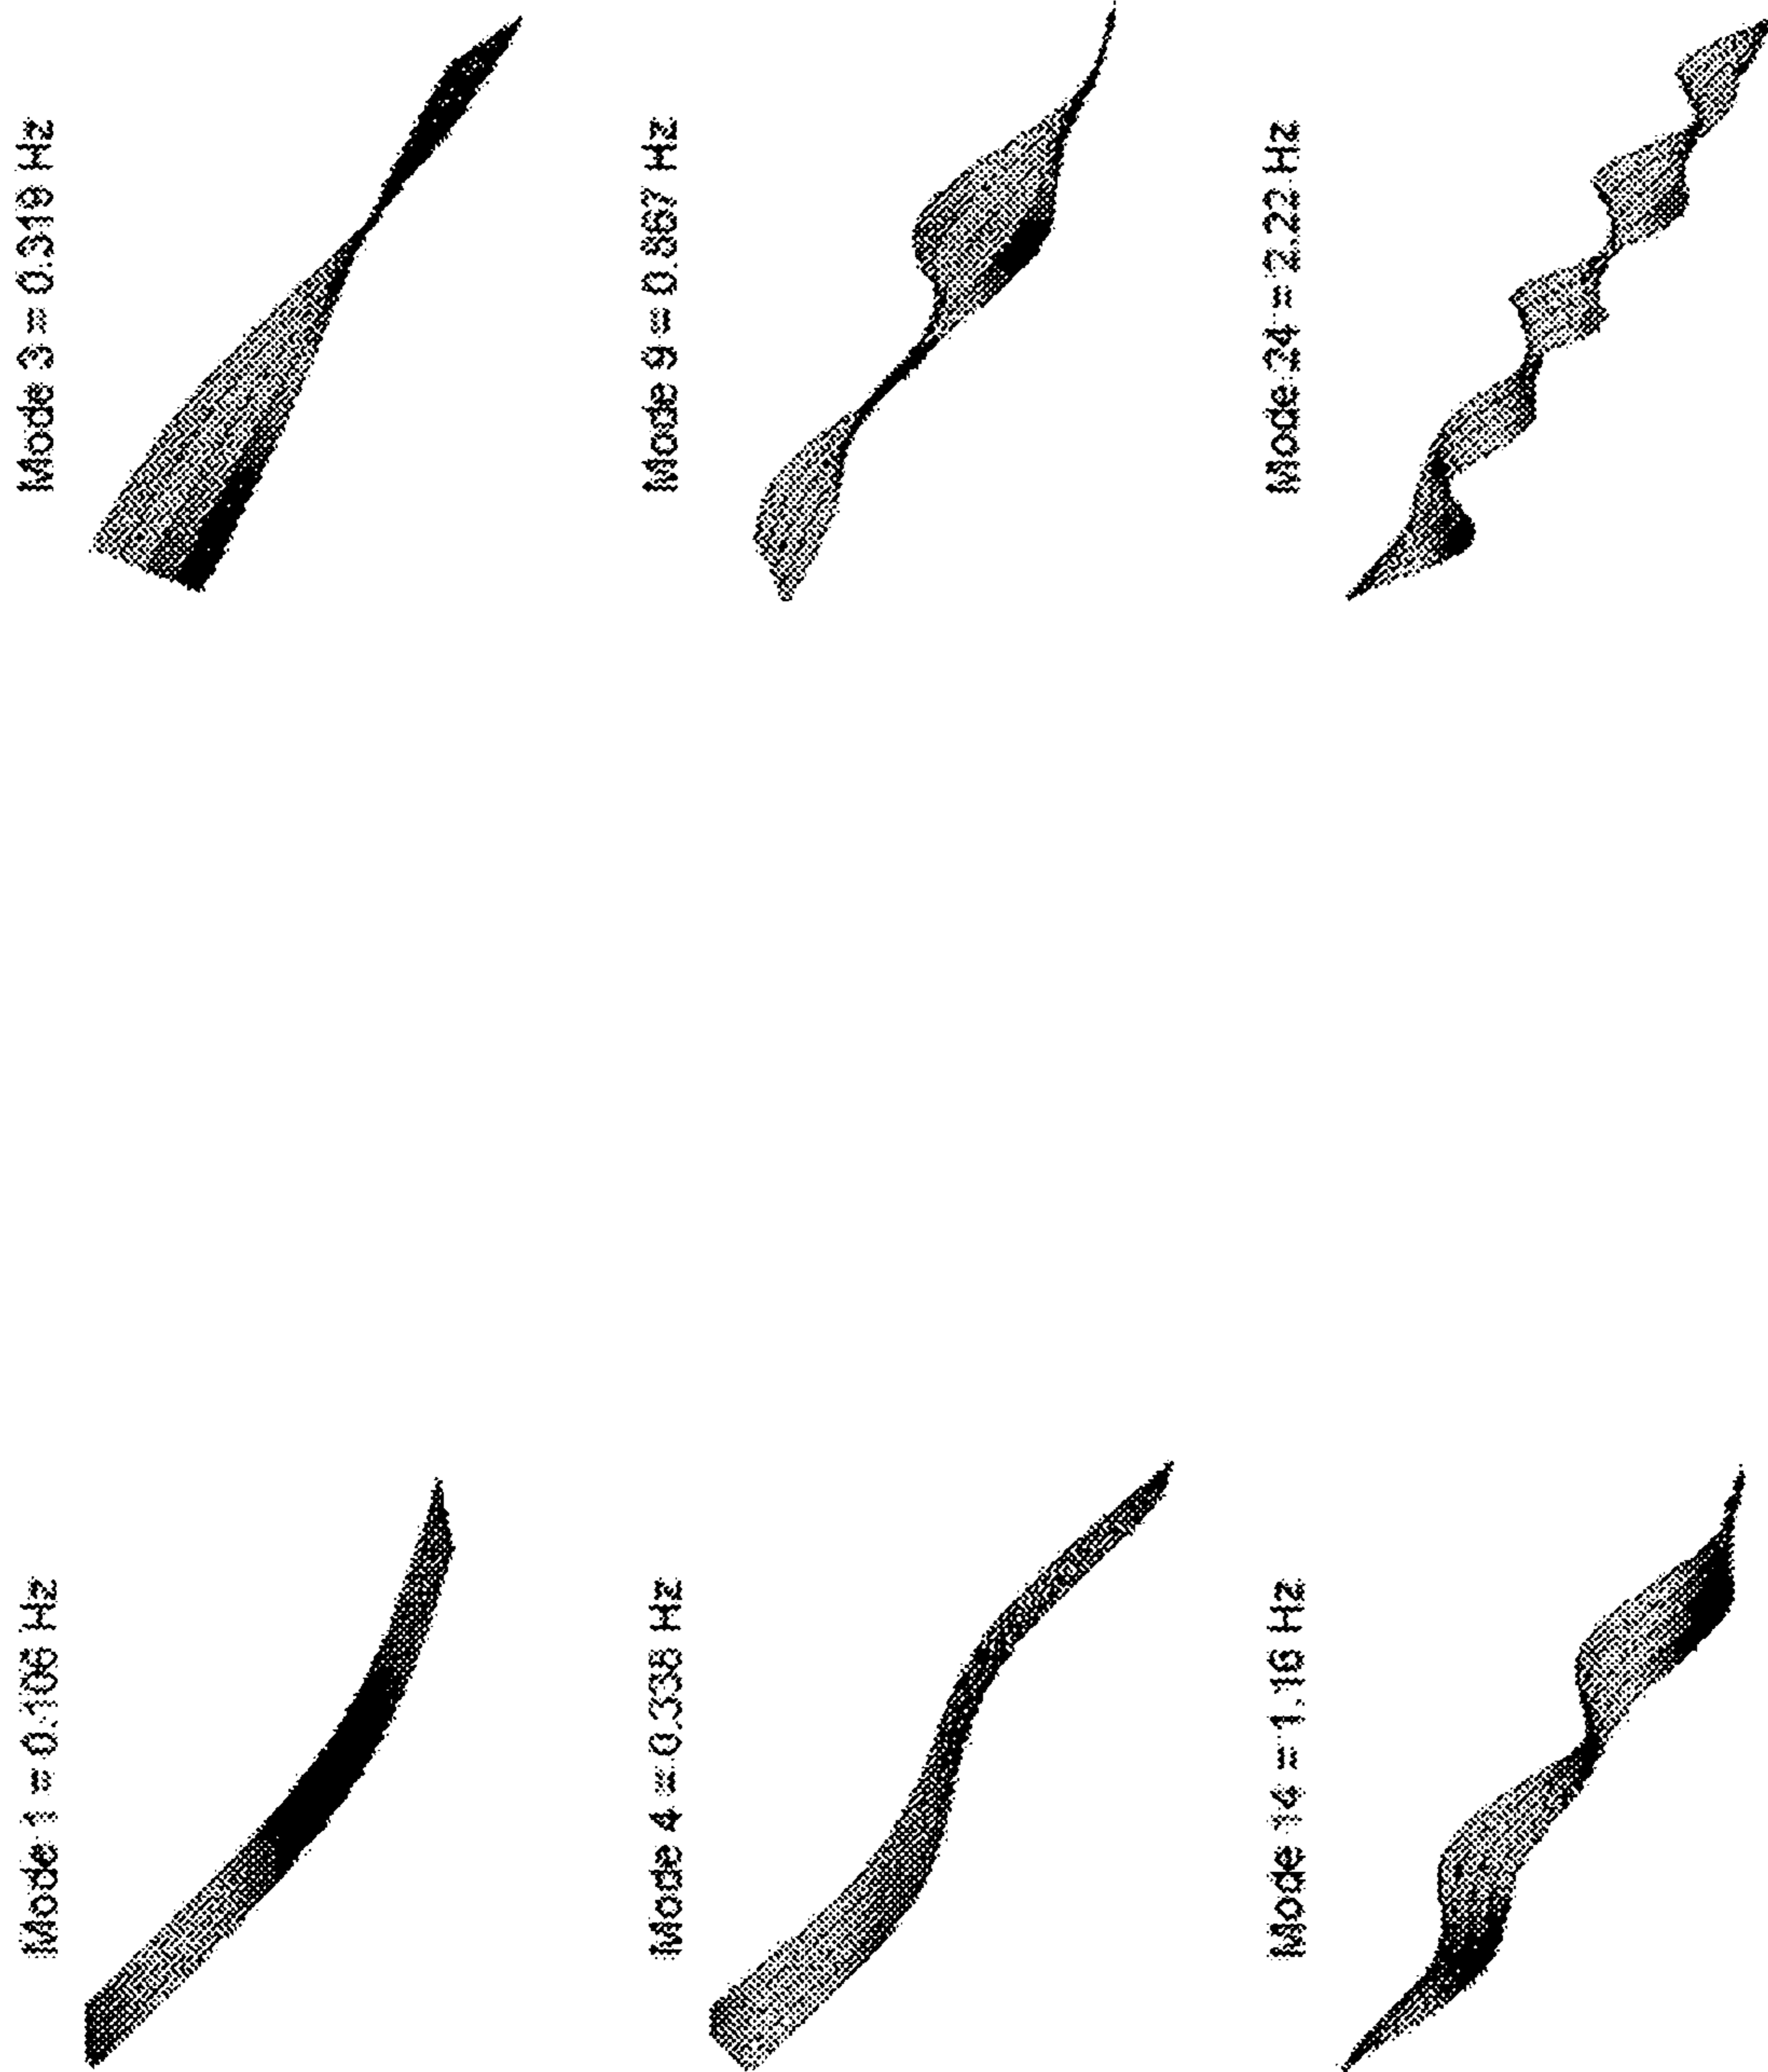 Mode 1 = 0.106 Hz
Mode 3 = 0.319 Hz
Mode 4 = 0.338 Hz
Mode 9 = 0.867 Hz
Mode 14 = 1.18 Hz
Mode 24 = 2.22 Hz